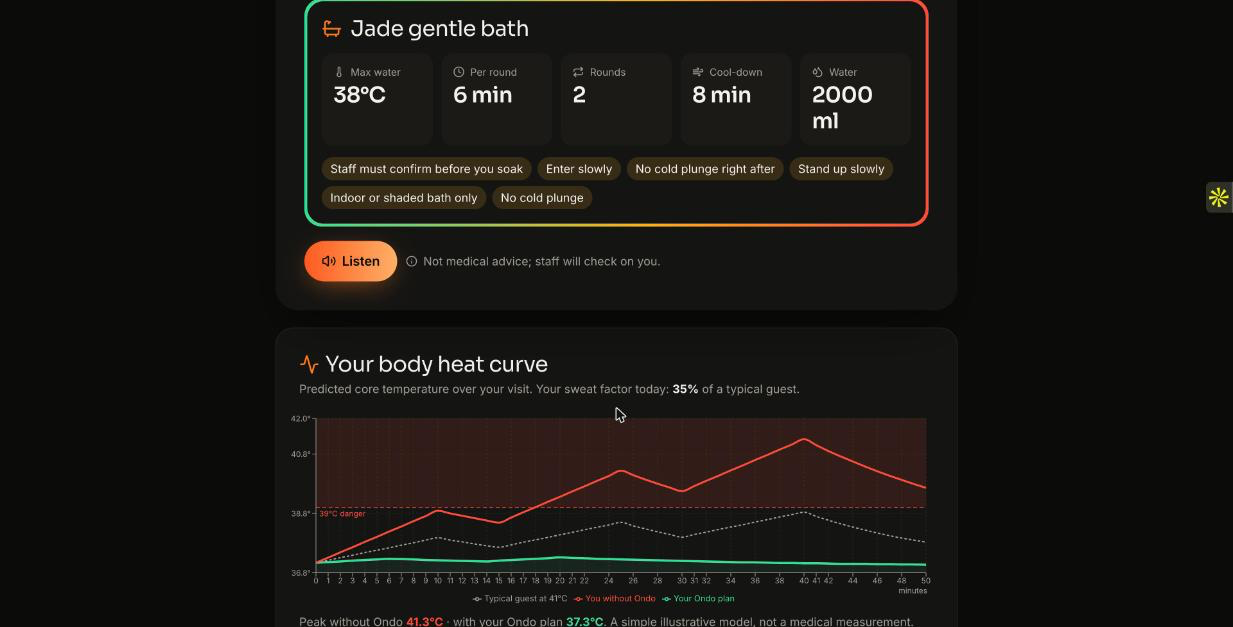 Jade gentle bath
Max water
Per round
Rounds
Cool-down
Water
38°C
6 min
2
8 min
2000
ml
Staff must confirm before you soak
Enter slowly
No cold plunge right after
Stand up slowly
Indoor or shaded bath only
No cold plunge
Listen
Not medical advice; staff will check on you.
Your body heat curve
Predicted core temperature over your visit. Your sweat factor today: 35% of a typical guest.
42.0°
40.8°
38.8°
39°C danger
36.8°
0 1 2 3 4 5 6 7 8 9 10 11 12 13 14 15 16 17 18 19 20 21 22 24 26 28 30 31 32 34 36 38 40 41 42 44 46 48 50
minutes
Typical guest at 41°C You without Ondo Your Ondo plan
Peak without Ondo 41.3°C · with your Ondo plan 37.3°C. A simple illustrative model, not a medical measurement.